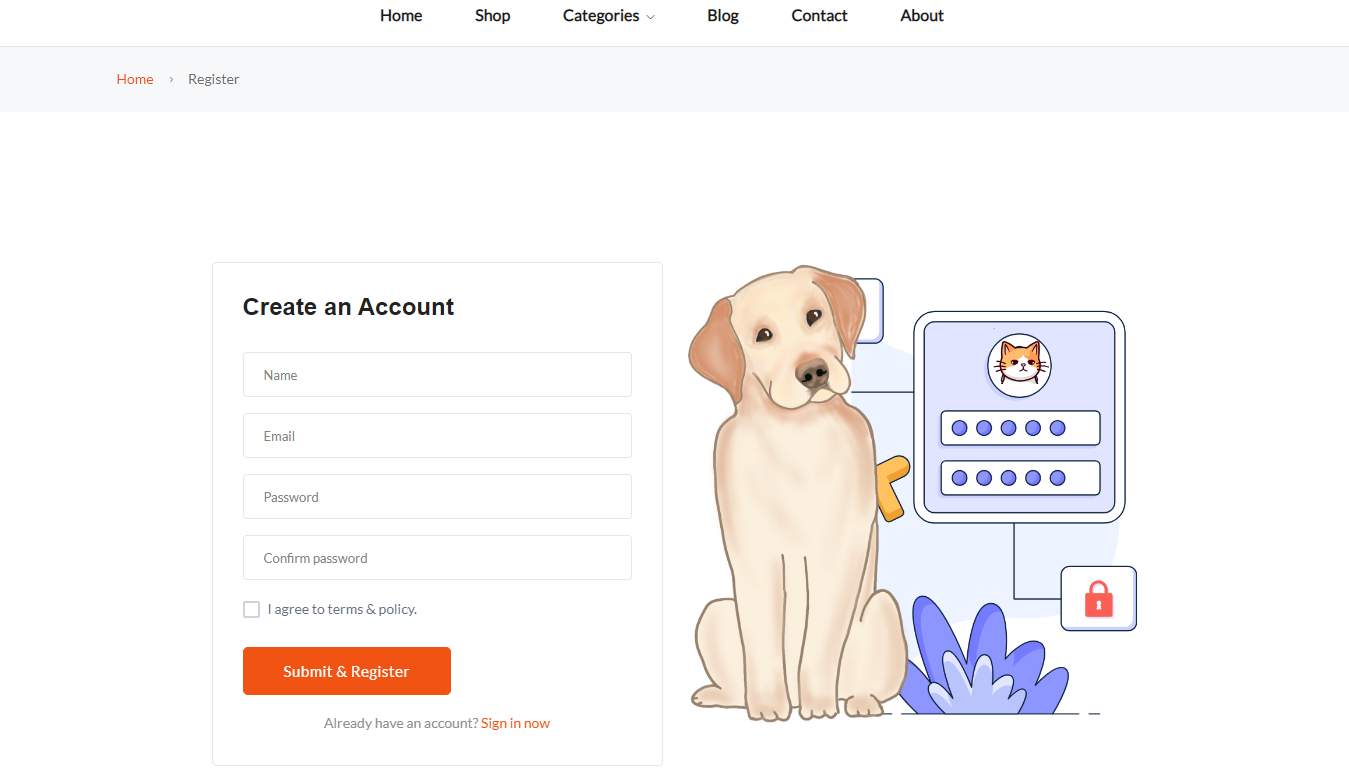 Home Shop Categories Blog Contact About
Home › Register
Create an Account
Name
Email
Password
Confirm password
I agree to terms & policy.
Submit & Register
Already have an account? Sign in now